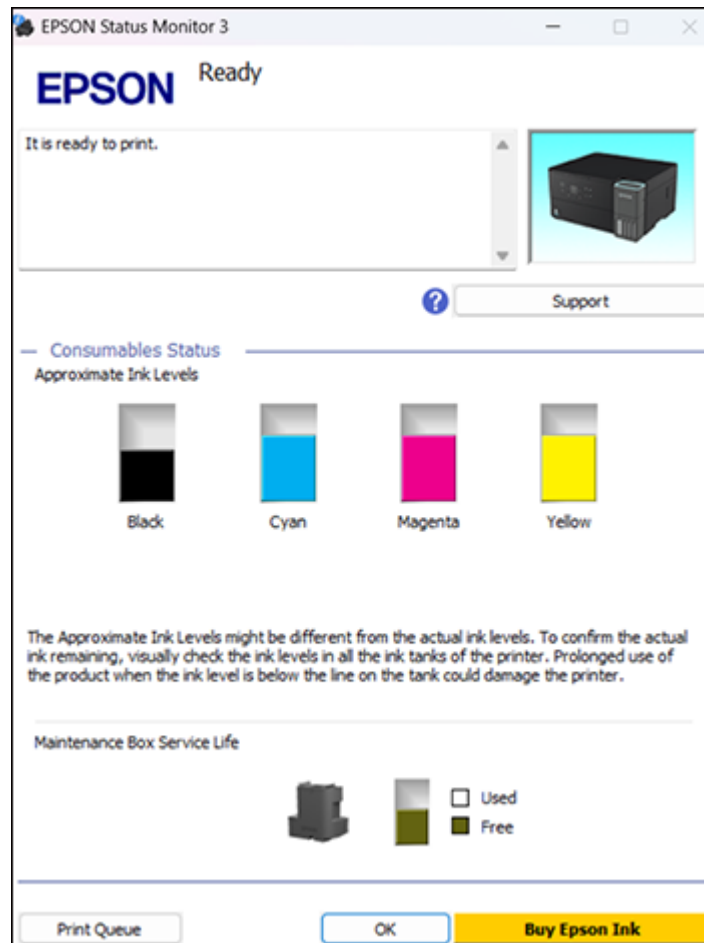 EPSON Status Monitor 3
EPSON
Ready
It is ready to print.
Support
Consumables Status
Approximate Ink Levels
Black
Cyan
Magenta
Yellow
The Approximate Ink Levels might be different from the actual ink levels. To confirm the actual
ink remaining, visually check the ink levels in all the ink tanks of the printer. Prolonged use of
the product when the ink level is below the line on the tank could damage the printer.
Maintenance Box Service Life
Used
Free
Print Queue
OK
Buy Epson Ink